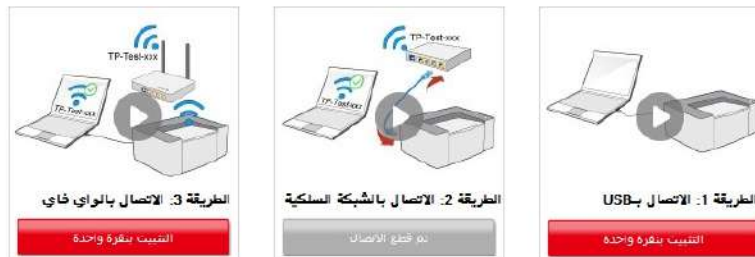 الطريقة 1: الاتصال بـUSB
التثبيت بنقرة واحدة
TP-Test-xxx
TP-Test-xxx
الطريقة 2: الاتصال بالشبكة السلكية
تم قطع الاتصال
TP-Test-xxx
TP-Test-xxx
الطريقة 3: الاتصال بالواي فاي
التثبيت بنقرة واحدة